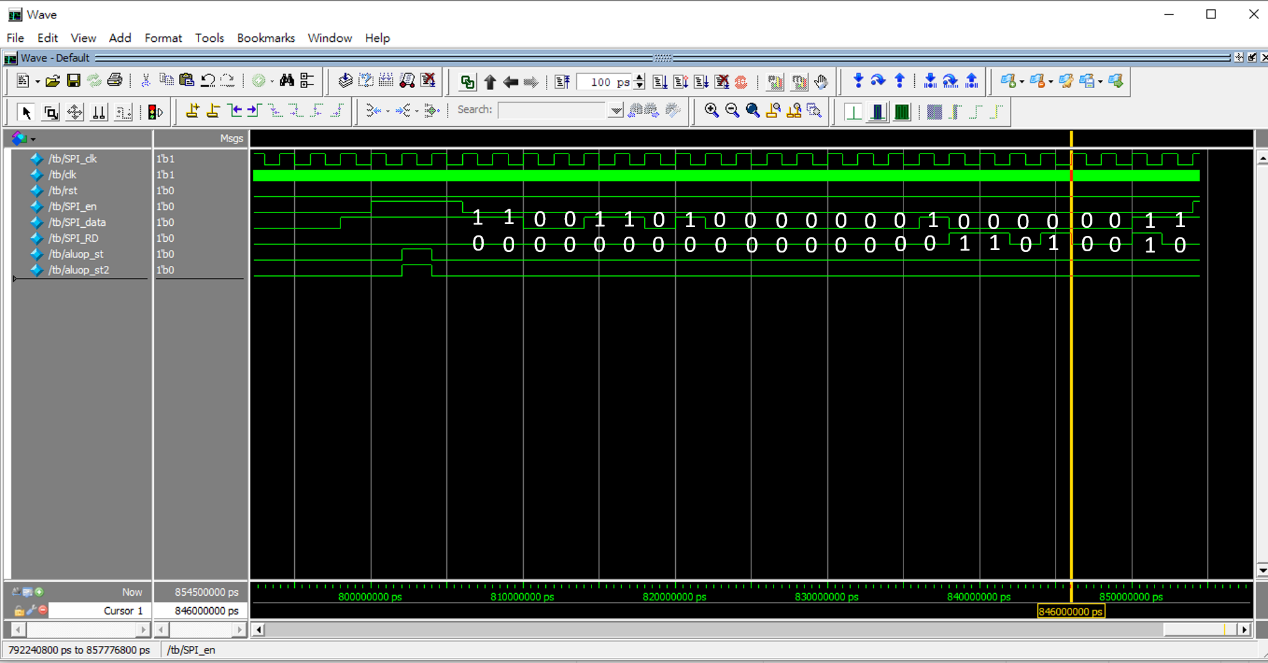 Wave
File Edit View Add Format Tools Bookmarks Window Help
Wave - Default
100 ps
Search:
Msgs
/tb/SPI_clk 1'b1
/tb/clk 1'b1
/tb/rst 1'b0
/tb/SPI_en 1'b0
/tb/SPI_data 1'b0 1 1 0 0 1 1 0 1 0 0 0 0 0 0 0 1 0 0 0 0 0 0 1 1
/tb/SPI_RD 1'b0 0 0 0 0 0 0 0 0 0 0 0 0 0 0 0 0 1 1 0 1 0 0 1 0
/tb/aluop_st 1'b0
/tb/aluop_st2 1'b0
Now 854500000 ps 800000000 ps 810000000 ps 820000000 ps 830000000 ps 840000000 ps 850000000 ps
Cursor 1 846000000 ps 846000000 ps
792240800 ps to 857776800 ps /tb/SPI_en